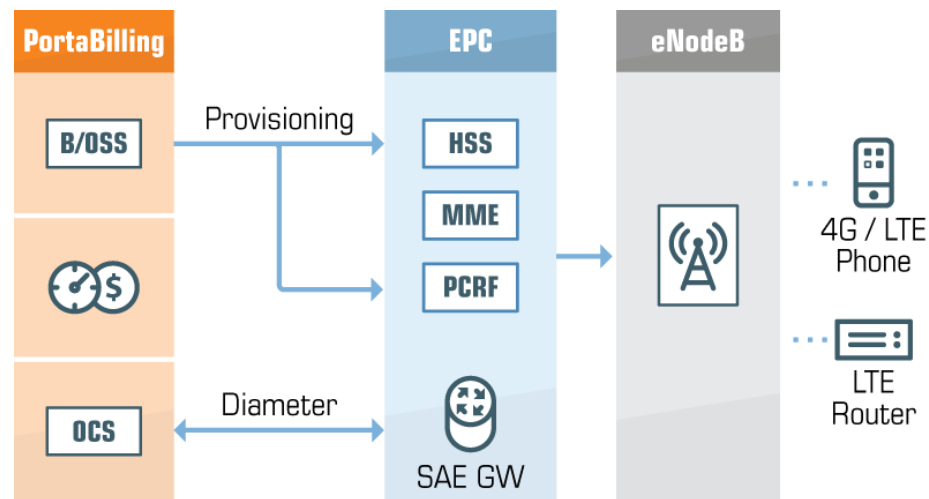 PortaBilling
EPC
eNodeB
B/OSS
Provisioning
HSS
MME
PCRF
$
4G / LTE
Phone
OCS
Diameter
SAE GW
LTE
Router